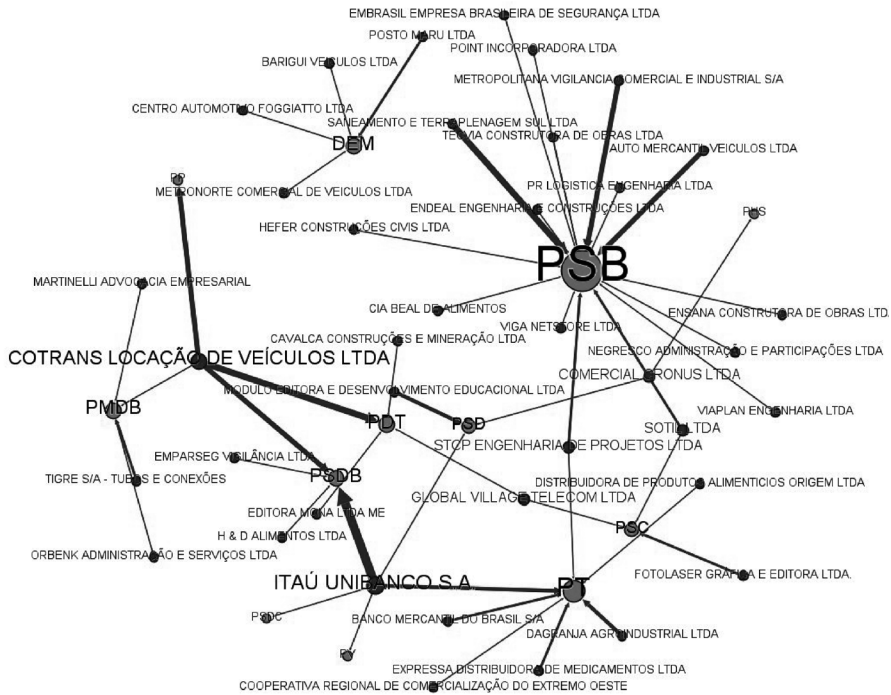 EMBRASIL EMPRESA BRASILEIRA DE SEGURANÇA LTDA
POSTO MARU LTDA
POINT INCORPORADORA LTDA
BARIGUI VEICULOS LTDA
METROPOLITANA VIGILANCIA COMERCIAL E INDUSTRIAL S/A
CENTRO AUTOMOTIVO FOGGIATTO LTDA
SANEAMENTO E TERRAPLENAGEM SUL LTDA
TECVIA CONSTRUTORA DE OBRAS LTDA
DEM
AUTO MERCANTIL VEICULOS LTDA
PP
METRONORTE COMERCIAL DE VEICULOS LTDA
PR LOGISTICA ENGENHARIA LTDA
ENDEAL ENGENHARIA E CONSTRUÇÕES LTDA
PHS
HEFER CONSTRUÇÕES CIVIS LTDA
PSB
MARTINELLI ADVOCACIA EMPRESARIAL
CIA BEAL DE ALIMENTOS
ENSANA CONSTRUTORA DE OBRAS LTDA
VIGA NETSTORE LTDA
CAVALCA CONSTRUÇÕES E MINERAÇÃO LTDA
NEGRESCO ADMINISTRAÇÃO E PARTICIPAÇÕES LTDA
COTRANS LOCAÇÃO DE VEÍCULOS LTDA
COMERCIAL CRONUS LTDA
MODULO EDITORA E DESENVOLVIMENTO EDUCACIONAL LTDA
PMDB
VIAPLAN ENGENHARIA LTDA
PDT
PSD
SOTIL LTDA
STCP ENGENHARIA DE PROJETOS LTDA
EMPARSEG VIGILÂNCIA LTDA
PSDB
TIGRE S/A - TUBOS E CONEXÕES
DISTRIBUIDORA DE PRODUTOS ALIMENTICIOS ORIGEM LTDA
GLOBAL VILLAGE TELECOM LTDA
EDITORA MONA LTDA ME
PSC
H & D ALIMENTOS LTDA
ORBENK ADMINISTRAÇÃO E SERVIÇOS LTDA
FOTOLASER GRAFICA E EDITORA LTDA.
ITAÚ UNIBANCO S.A
PT
PSDC
BANCO MERCANTIL DO BRASIL S/A
DAGRANJA AGROINDUSTRIAL LTDA
PV
EXPRESSA DISTRIBUIDORA DE MEDICAMENTOS LTDA
COOPERATIVA REGIONAL DE COMERCIALIZAÇÃO DO EXTREMO OESTE